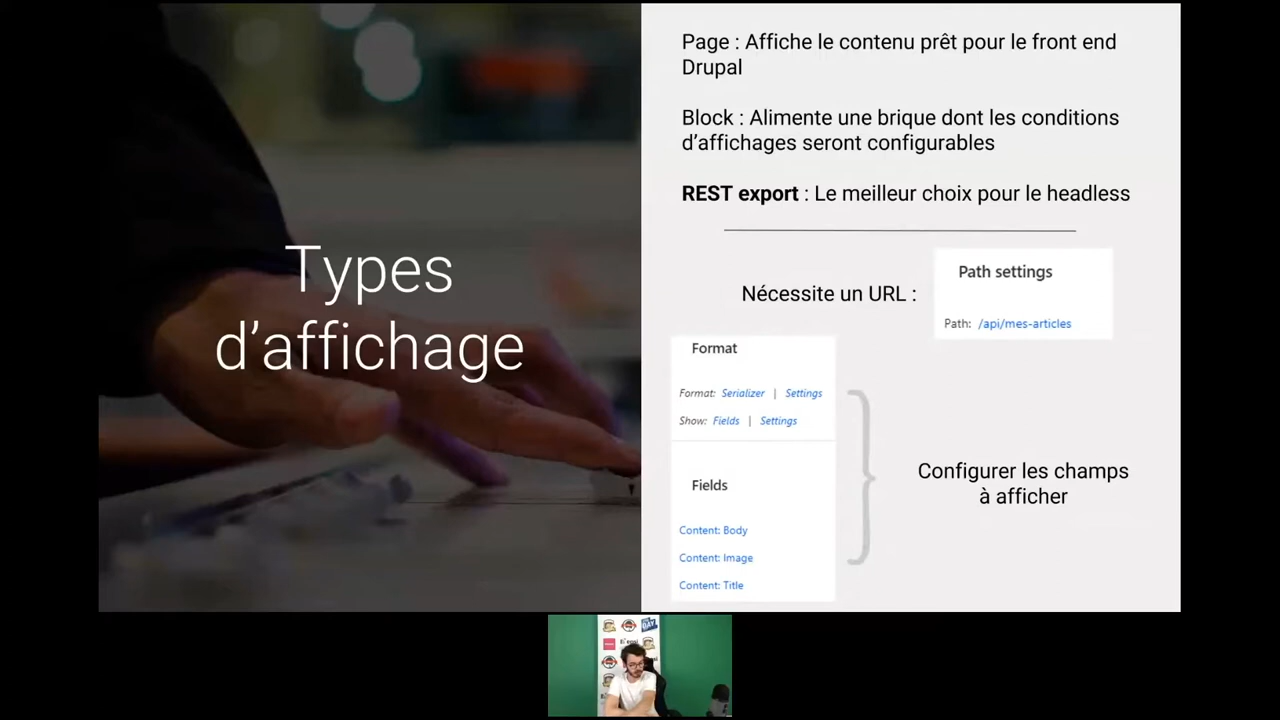 Types
d’affichage
Page : Affiche le contenu prêt pour le front end
Drupal
Block : Alimente une brique dont les conditions
d’affichages seront configurables
REST export : Le meilleur choix pour le headless
Nécessite un URL :
Path settings
Path: /api/mes-articles
Format
Format: Serializer | Settings
Show: Fields | Settings
Fields
Content: Body
Content: Image
Content: Title
Configurer les champs
à afficher